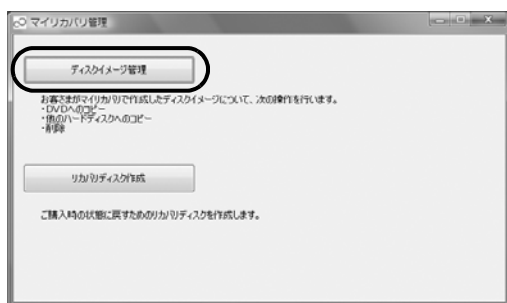 マイリカバリ管理
ディスクイメージ管理
お客さまがマイリカバリで作成したディスクイメージについて、次の操作を行います。
・DVDへのコピー
・他のハードディスクへのコピー
・削除
リカバリディスク作成
ご購入時の状態に戻すためのリカバリディスクを作成します。